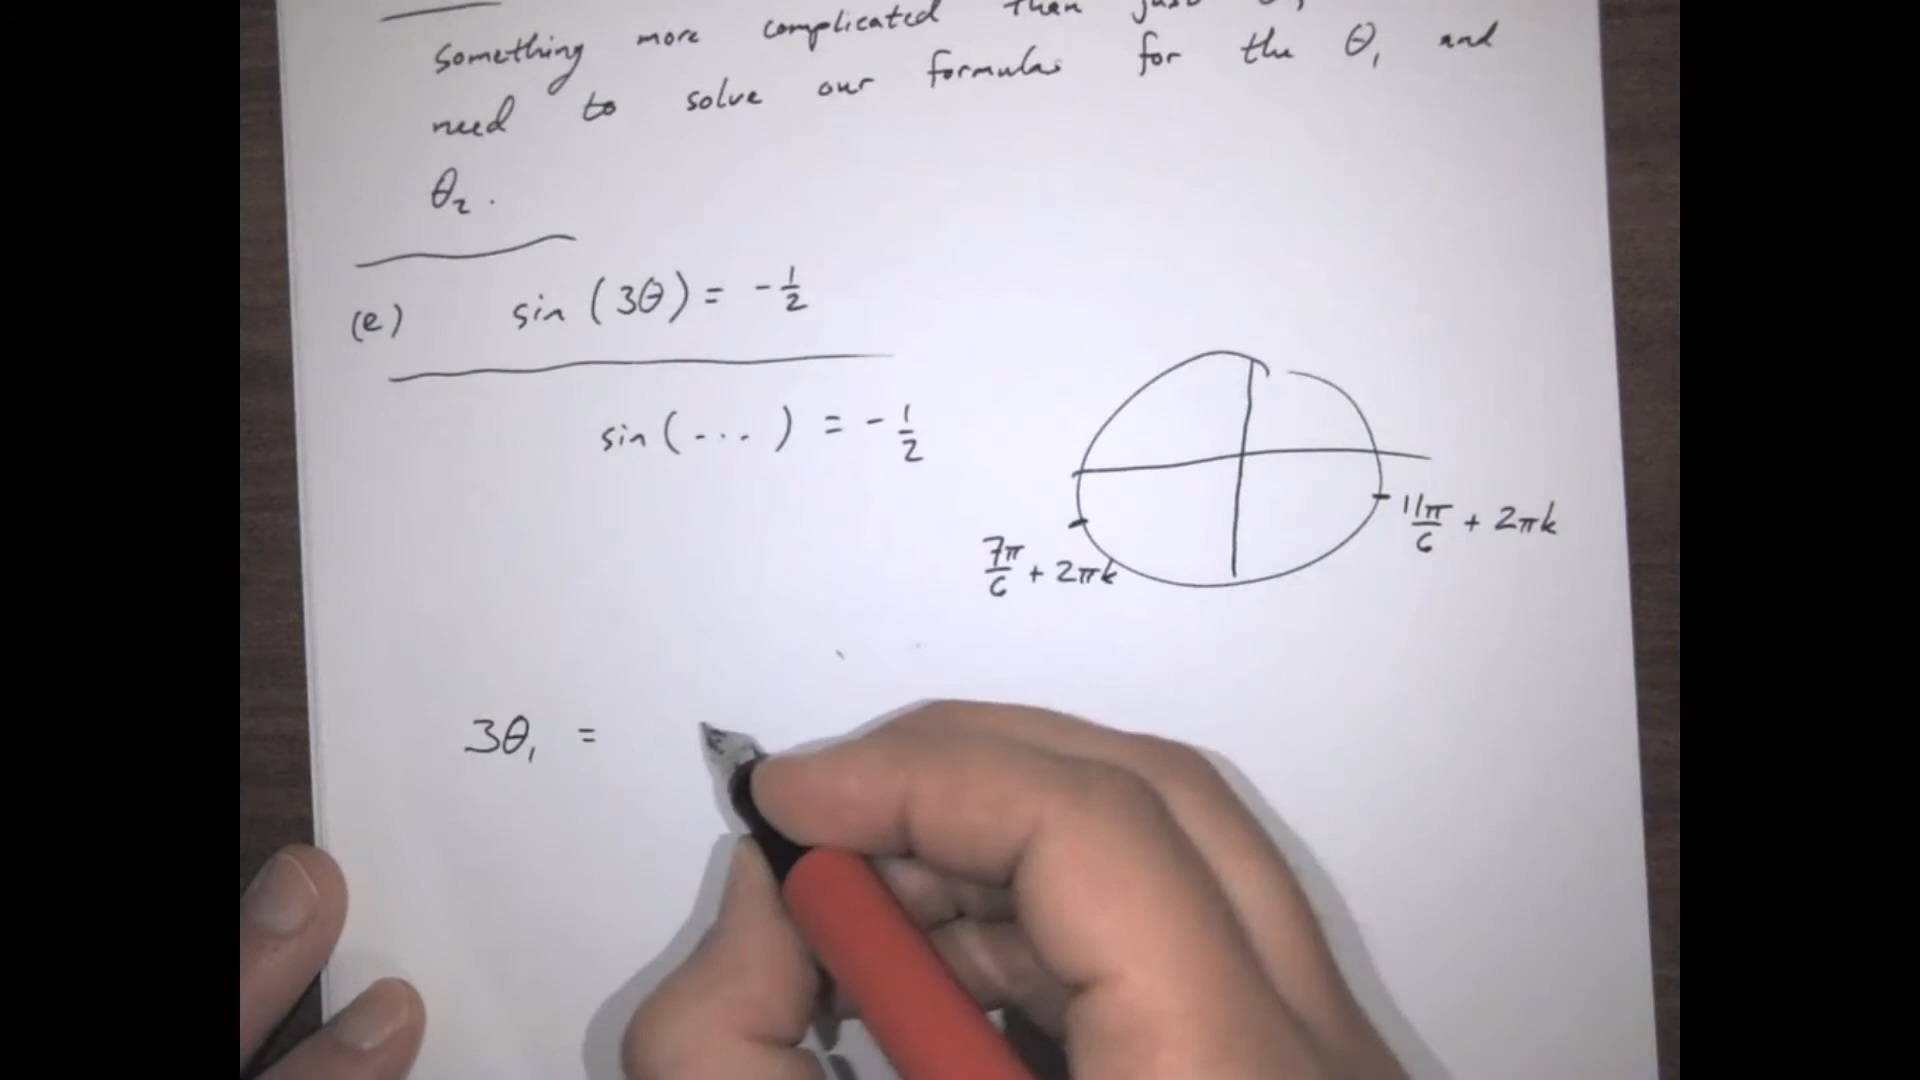 Something more complicated than just θ,
need to solve our formulas for the θ₁ and
θ₂.
(e) sin (3θ) = -1/2
sin (...) = -1/2
11π/6 + 2πk
7π/6 + 2πk
3θ₁ =